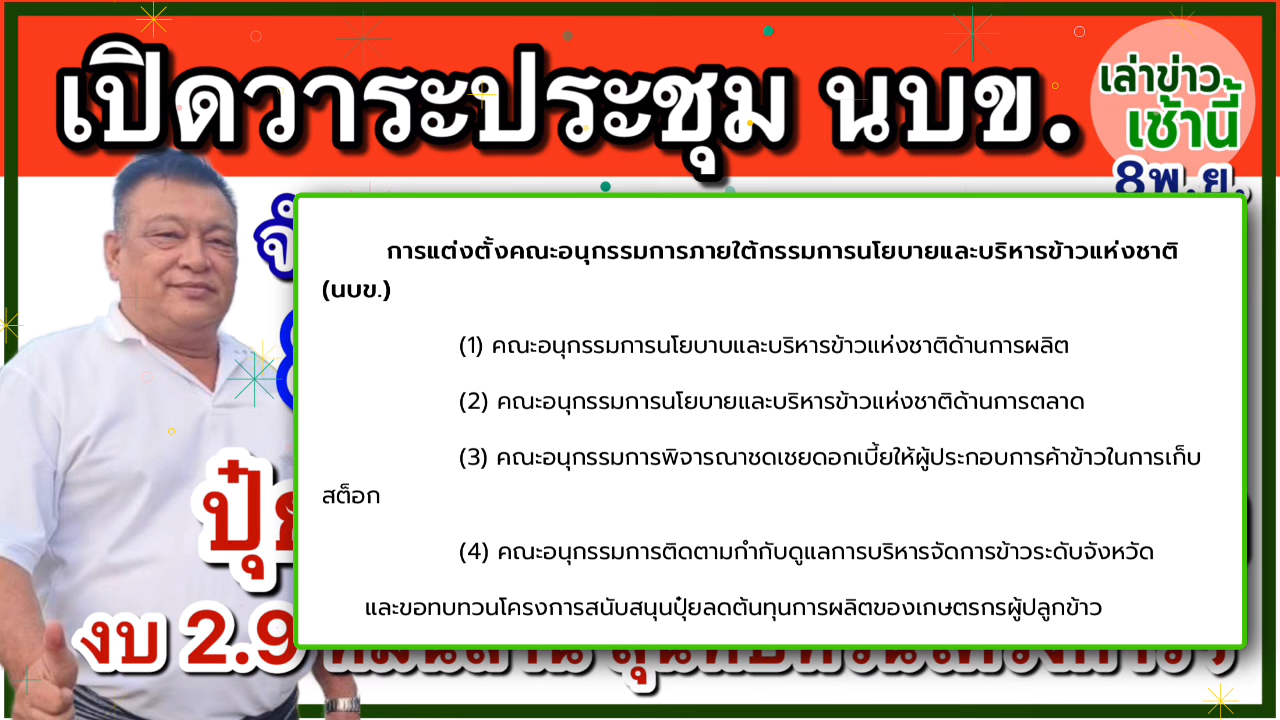 เปิดวาระประชุม นบข.
เล่าข่าว
เช้านี้
8พ.ย.
การแต่งตั้งคณะอนุกรรมการภายใต้กรรมการนโยบายและบริหารข้าวแห่งชาติ
(นบข.)
(1) คณะอนุกรรมการนโยบาบและบริหารข้าวแห่งชาติด้านการผลิต
(2) คณะอนุกรรมการนโยบายและบริหารข้าวแห่งชาติด้านการตลาด
(3) คณะอนุกรรมการพิจารณาชดเชยดอกเบี้ยให้ผู้ประกอบการค้าข้าวในการเก็บ
สต็อก
(4) คณะอนุกรรมการติดตามกำกับดูแลการบริหารจัดการข้าวระดับจังหวัด
และขอทบทวนโครงการสนับสนุนปุ๋ยลดต้นทุนการผลิตของเกษตรกรผู้ปลูกข้าว
งบ 2.9